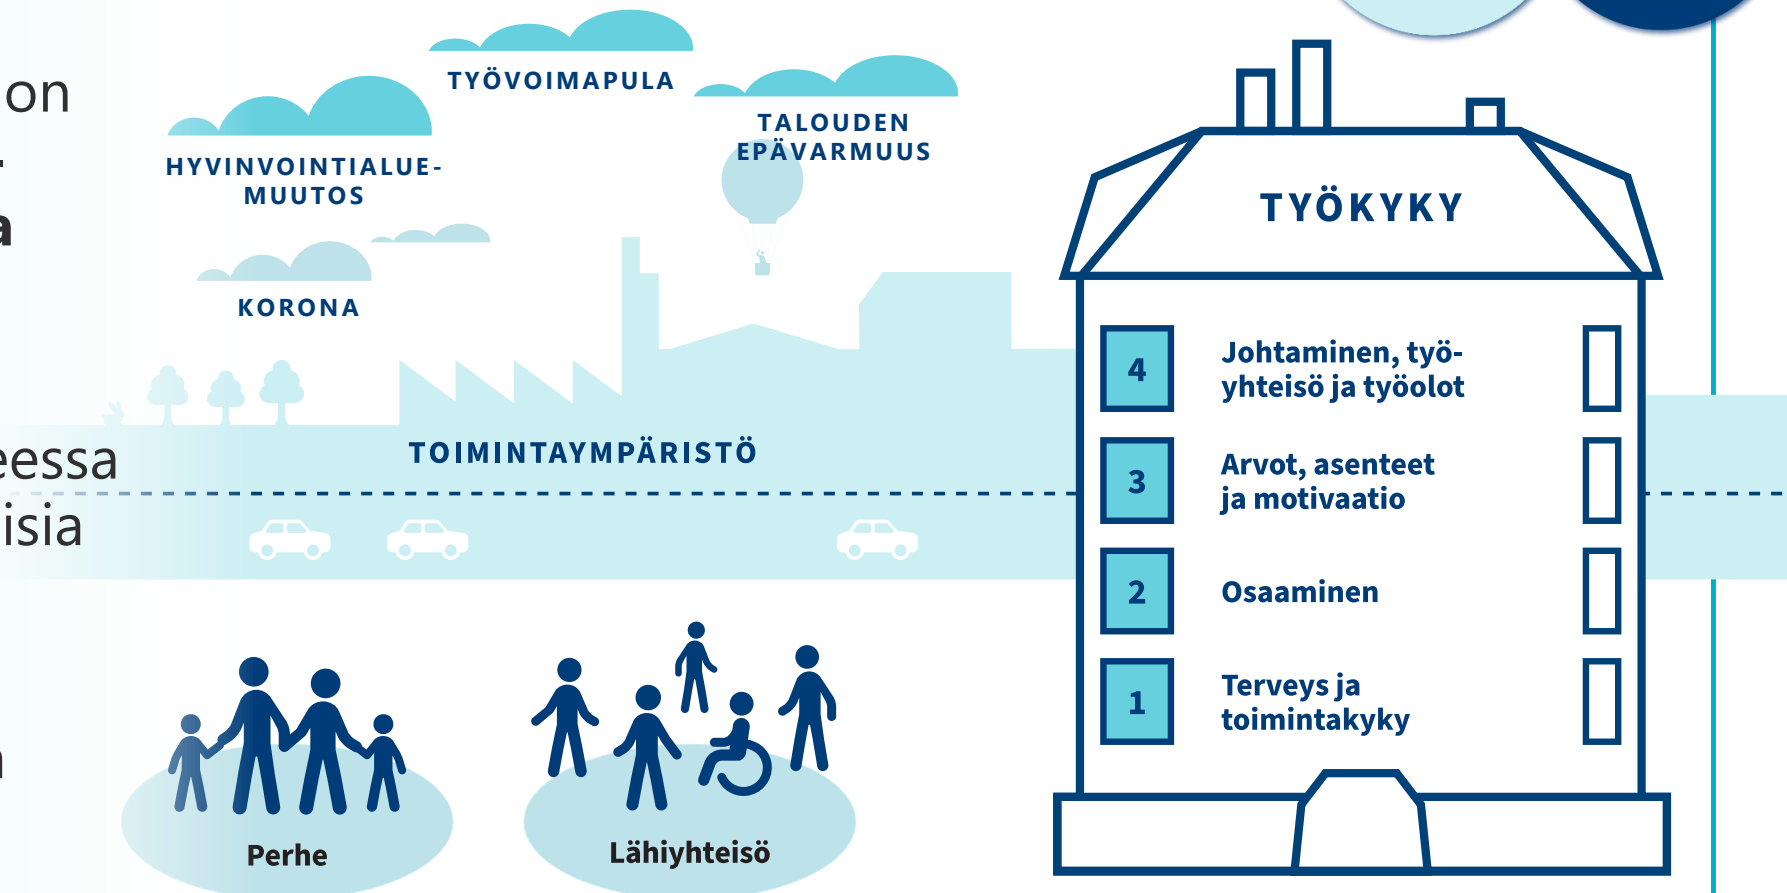 on
-
a
eessa
isia
TYÖVOIMAPULA
TALOUDEN
EPÄVARMUUS
HYVINVOINTIALUE-
MUUTOS
KORONA
TOIMINTAYMPÄRISTÖ
Perhe
Lähiyhteisö
TYÖKYKY
4
Johtaminen, työ-
yhteisö ja työolot
3
Arvot, asenteet
ja motivaatio
2
Osaaminen
1
Terveys ja
toimintakyky